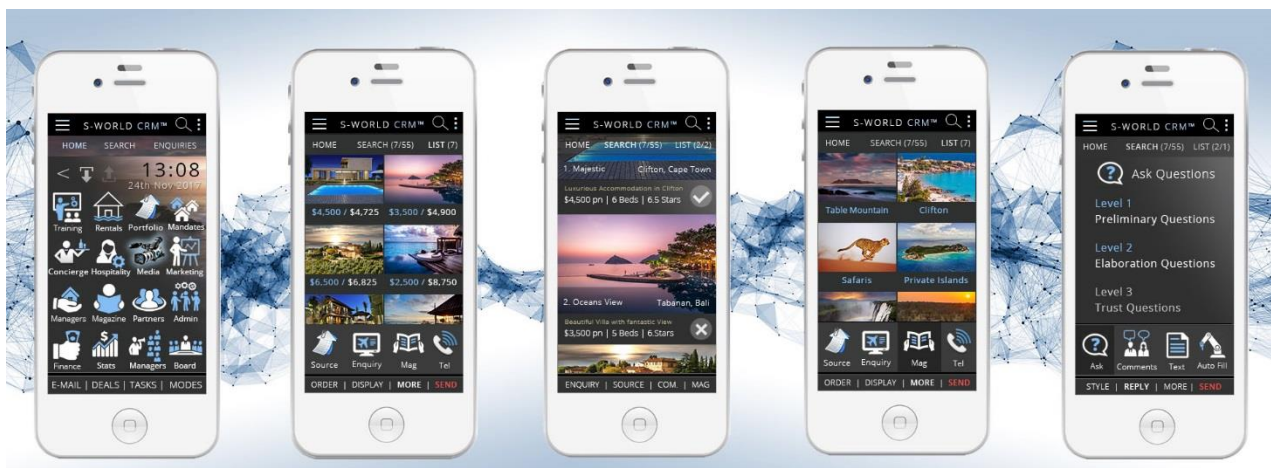 S-WORLD CRM™
HOME SEARCH ENQUIRIES
13:08
24th Nov 2017
Training Rentals Portfolio Mandates
Concierge Hospitality Media Marketing
Managers Magazine Partners Admin
Finance Stats Managers Board
E-MAIL | DEALS | TASKS | MODES
S-WORLD CRM™
HOME SEARCH (7/55) LIST (7)
$4,500 / $4,725 $3,500 / $4,900
$6.500 / $6,825 $2,500 / $8,750
Source Enquiry Mag Tel
ORDER | DISPLAY | MORE | SEND
S-WORLD CRM™
HOME SEARCH (7/55) LIST (2/2)
1. Majestic Clifton, Cape Town
Luxurious Accommodation in Clifton
$4,500 pn | 6 Beds | 6.5 Stars
2. Oceans View Tabanan, Bali
Beautiful Villa with fantastic View
$3,500 pn | 5 Beds | 6.Stars
ENQUIRY | SOURCE | COM. | MAG
S-WORLD CRM™
HOME SEARCH (7/55) LIST (7)
Table Mountain Clifton
Safaris Private Islands
Source Enquiry Mag Tel
ORDER | DISPLAY | MORE | SEND
S-WORLD CRM™
HOME SEARCH (7/55) LIST (2/1)
Ask Questions
Level 1
Preliminary Questions
Level 2
Elaboration Questions
Level 3
Trust Questions
Ask Comments Text Auto Fill
STYLE | REPLY | MORE | SEND